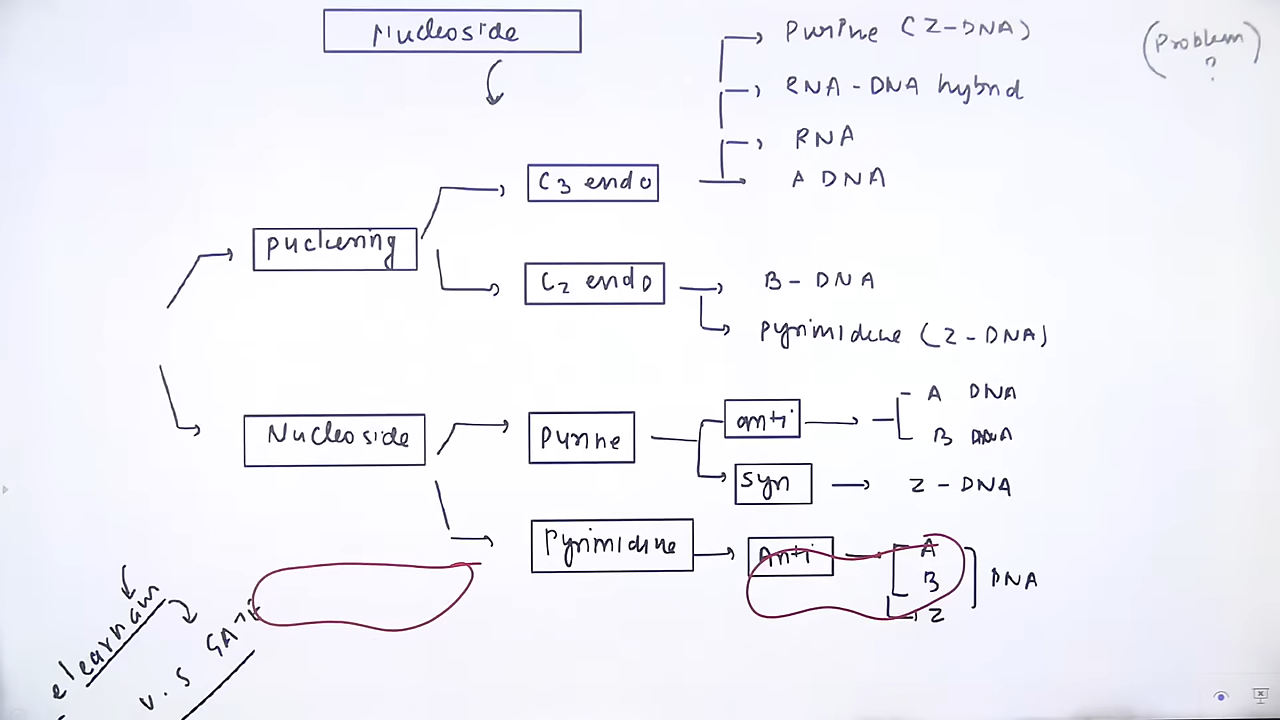 Nucleoside
Purine (Z-DNA)
(Problem ?)
RNA - DNA hybrid
RNA
C3 endo
A DNA
Puckering
C2 endo
B - DNA
Pyrimidine (Z-DNA)
Nucleoside
Purine
anti
A DNA
B DNA
syn
Z - DNA
Pyrimidine
Anti
A
B
DNA
Z
elearnam
V.S GATE